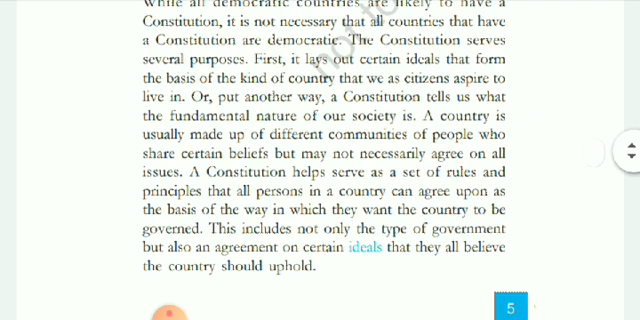 While all democratic countries are likely to have a
Constitution, it is not necessary that all countries that have
a Constitution are democratic. The Constitution serves
several purposes. First, it lays out certain ideals that form
the basis of the kind of country that we as citizens aspire to
live in. Or, put another way, a Constitution tells us what
the fundamental nature of our society is. A country is
usually made up of different communities of people who
share certain beliefs but may not necessarily agree on all
issues. A Constitution helps serve as a set of rules and
principles that all persons in a country can agree upon as
the basis of the way in which they want the country to be
governed. This includes not only the type of government
but also an agreement on certain ideals that they all believe
the country should uphold.
5